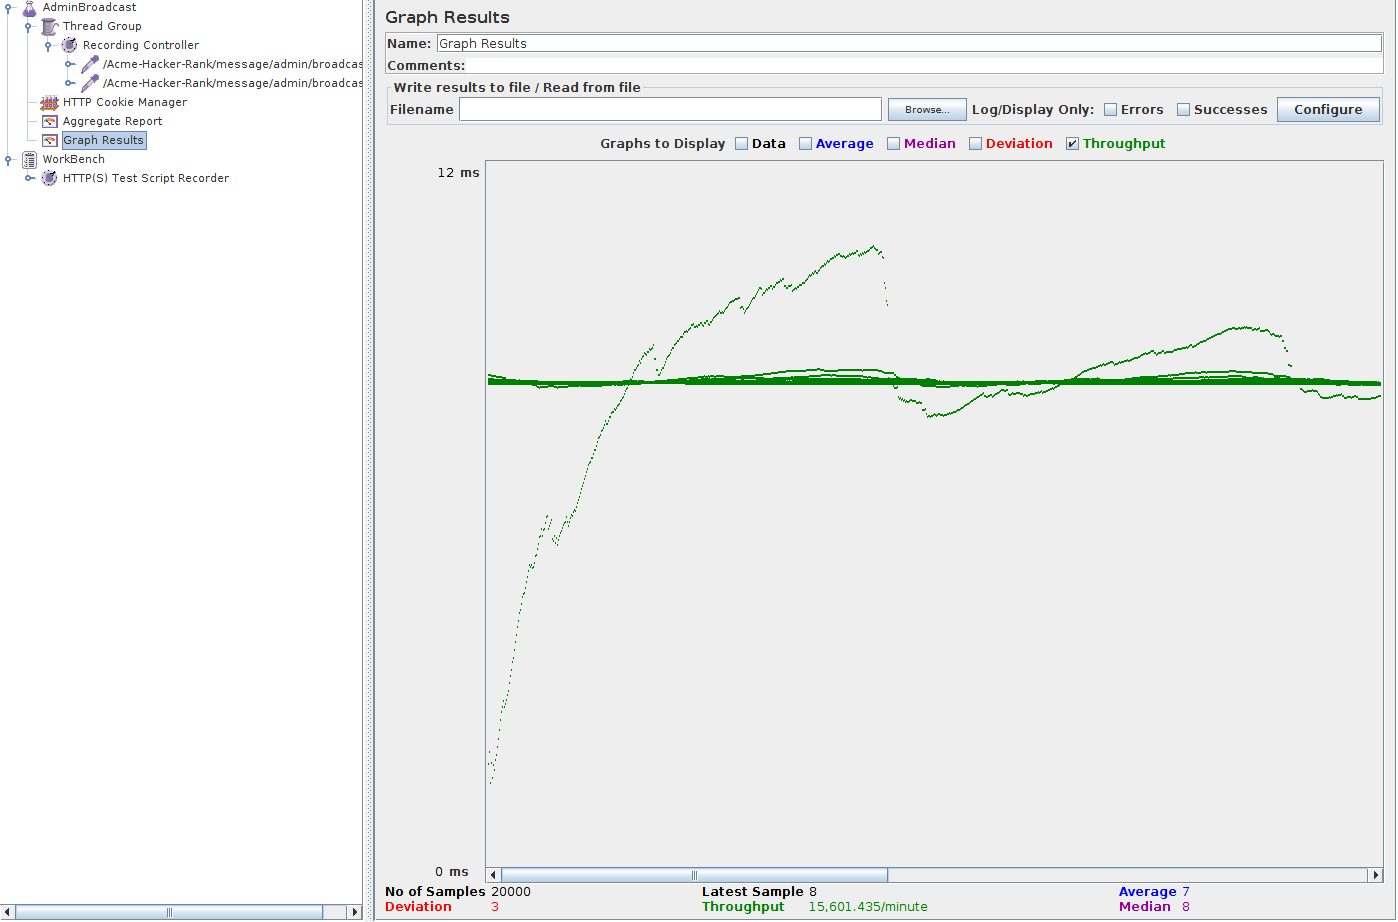 AdminBroadcast
Thread Group
Recording Controller
/Acme-Hacker-Rank/message/admin/broadcas
/Acme-Hacker-Rank/message/admin/broadcas
HTTP Cookie Manager
Aggregate Report
Graph Results
WorkBench
HTTP(S) Test Script Recorder
Graph Results
Name: Graph Results
Comments:
Write results to file / Read from file
Filename Browse... Log/Display Only: Errors Successes Configure
Graphs to Display Data Average Median Deviation Throughput
12 ms
0 ms
No of Samples 20000 Latest Sample 8 Average 7
Deviation 3 Throughput 15,601.435/minute Median 8